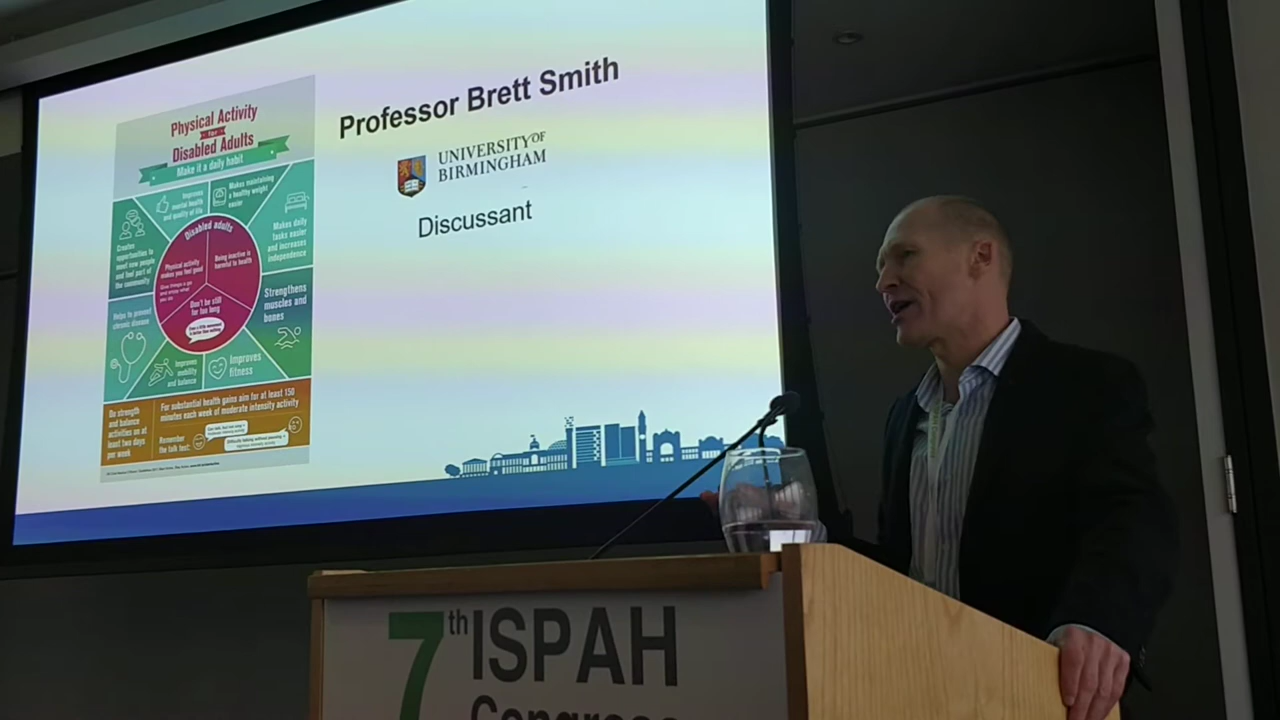 Professor Brett Smith
UNIVERSITY OF
BIRMINGHAM
Discussant
Physical Activity
for
Disabled Adults
Make it a daily habit
Improves
mental health
and quality of life
Makes maintaining
a healthy weight
easier
Creates
opportunities to
meet new people
and feel part of
the community
Makes daily
tasks easier
and increases
independence
Disabled adults
Physical activity
makes you feel good
Being inactive is
harmful to health
Don't be still
for too long
Helps to prevent
chronic disease
Strengthens
muscles and
bones
Improves
mobility
and balance
Improves
fitness
Do strength
and balance
activities on at
least two days
per week
For substantial health gains aim for at least 150
minutes each week of moderate intensity activity
Remember
the talk test:
7th ISPAH
Congress